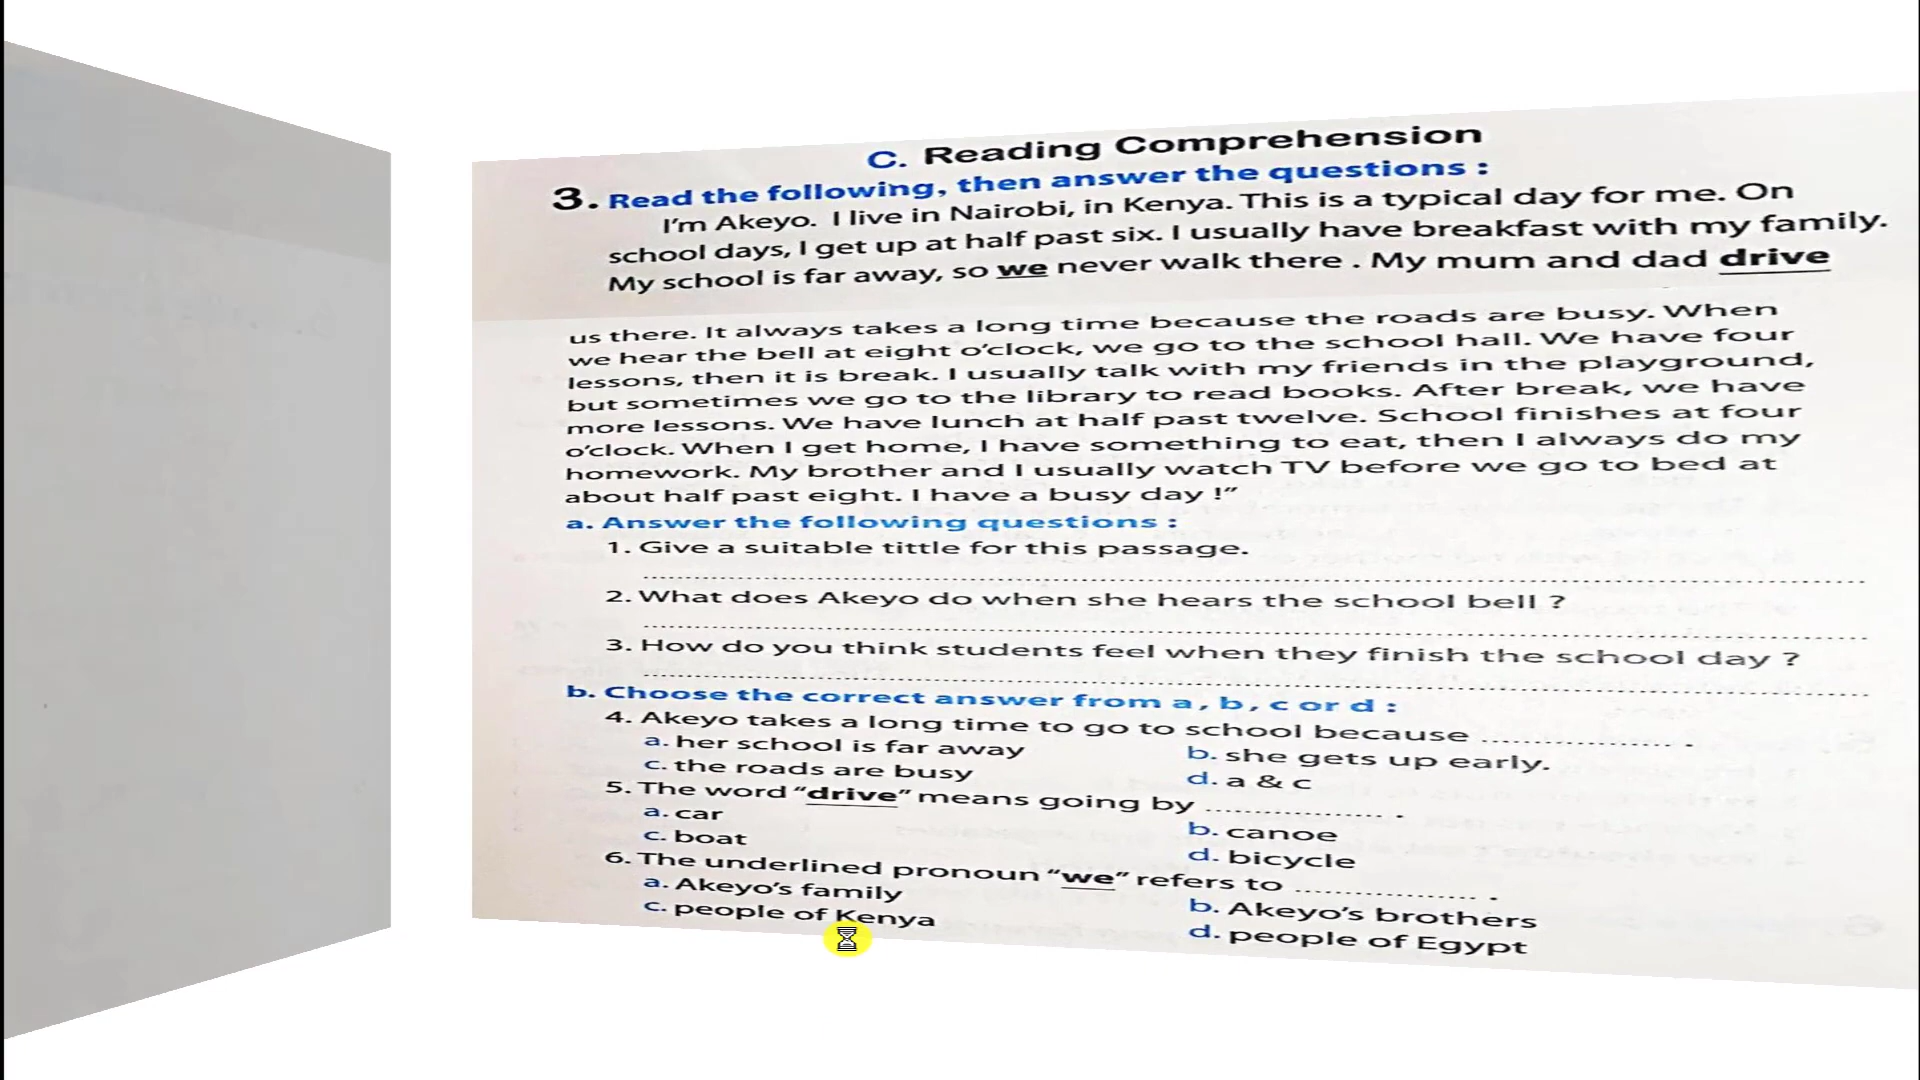 C. Reading Comprehension
3. Read the following, then answer the questions :
I'm Akeyo. I live in Nairobi, in Kenya. This is a typical day for me. On
school days, I get up at half past six. I usually have breakfast with my family.
My school is far away, so we never walk there . My mum and dad drive
us there. It always takes a long time because the roads are busy. When
we hear the bell at eight o'clock, we go to the school hall. We have four
lessons, then it is break. I usually talk with my friends in the playground,
but sometimes we go to the library to read books. After break, we have
more lessons. We have lunch at half past twelve. School finishes at four
o'clock. When I get home, I have something to eat, then I always do my
homework. My brother and I usually watch TV before we go to bed at
about half past eight. I have a busy day !”
a. Answer the following questions :
1. Give a suitable tittle for this passage.
2. What does Akeyo do when she hears the school bell ?
3. How do you think students feel when they finish the school day ?
b. Choose the correct answer from a , b , c or d :
4. Akeyo takes a long time to go to school because .................... .
a. her school is far away b. she gets up early.
c. the roads are busy d. a & c
5. The word “drive” means going by .................... .
a. car b. canoe
c. boat d. bicycle
6. The underlined pronoun “we” refers to .................... .
a. Akeyo's family b. Akeyo's brothers
c. people of Kenya d. people of Egypt